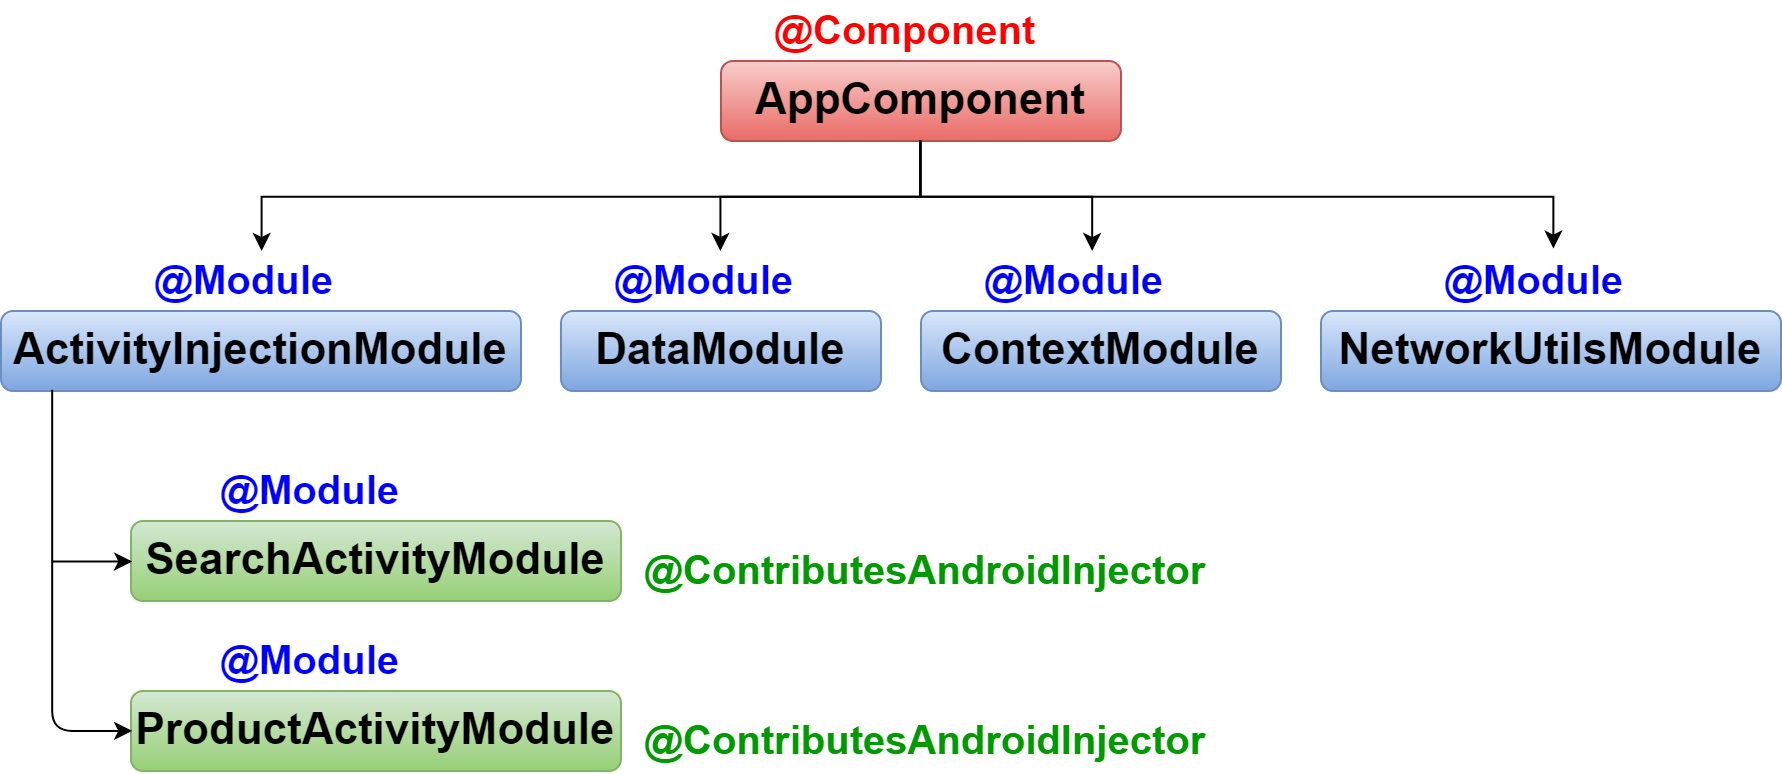 @Component
AppComponent
@Module
@Module
@Module
@Module
ActivityInjectionModule
DataModule
ContextModule
NetworkUtilsModule
@Module
SearchActivityModule
@ContributesAndroidInjector
@Module
ProductActivityModule
@ContributesAndroidInjector